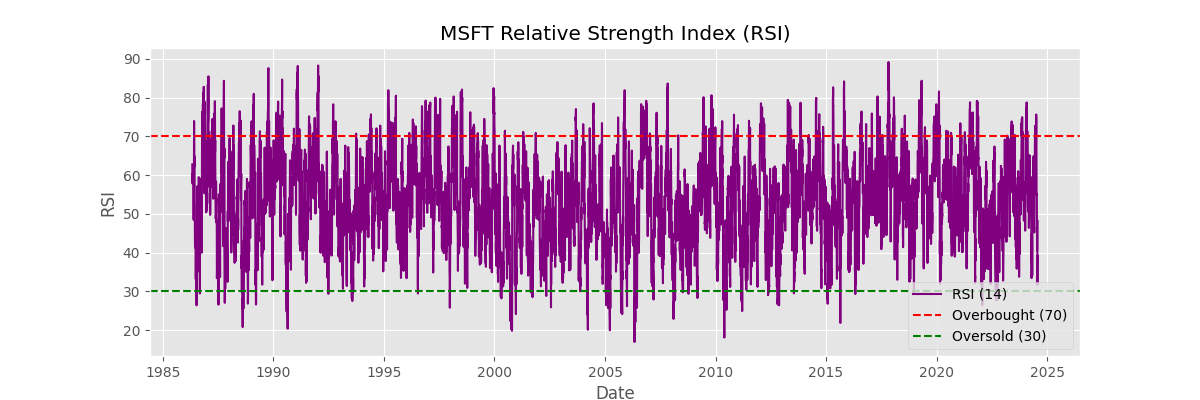 MSFT Relative Strength Index (RSI)
RSI
90
80
70
60
50
40
30
20
1985
1990
1995
2000
2005
2010
2015
2020
2025
Date
RSI (14)
Overbought (70)
Oversold (30)